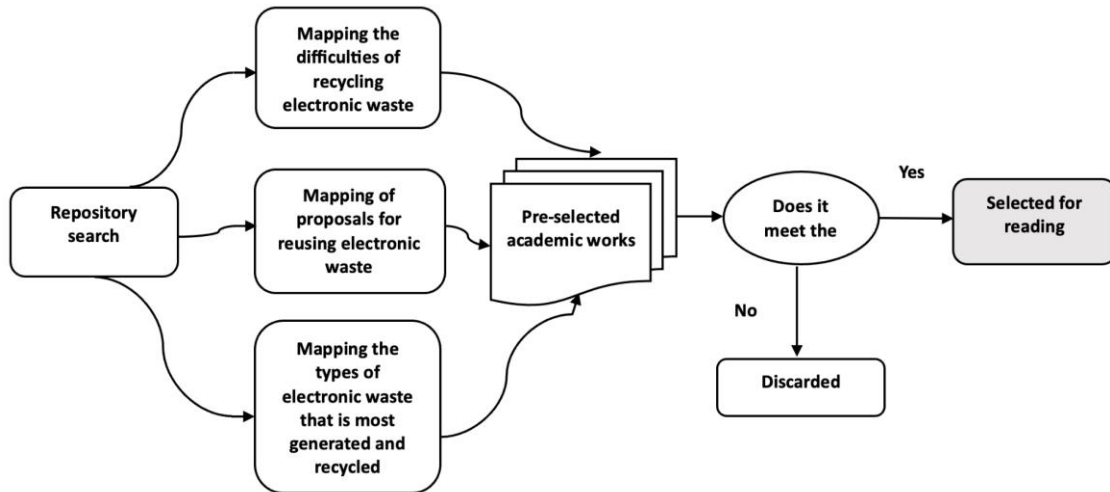 Repository
search
Mapping the
difficulties of
recycling
electronic waste
Mapping of
proposals for
reusing electronic
waste
Mapping the
types of
electronic waste
that is most
generated and
recycled
Pre-selected
academic works
Does it
meet the
Yes
Selected for
reading
No
Discarded